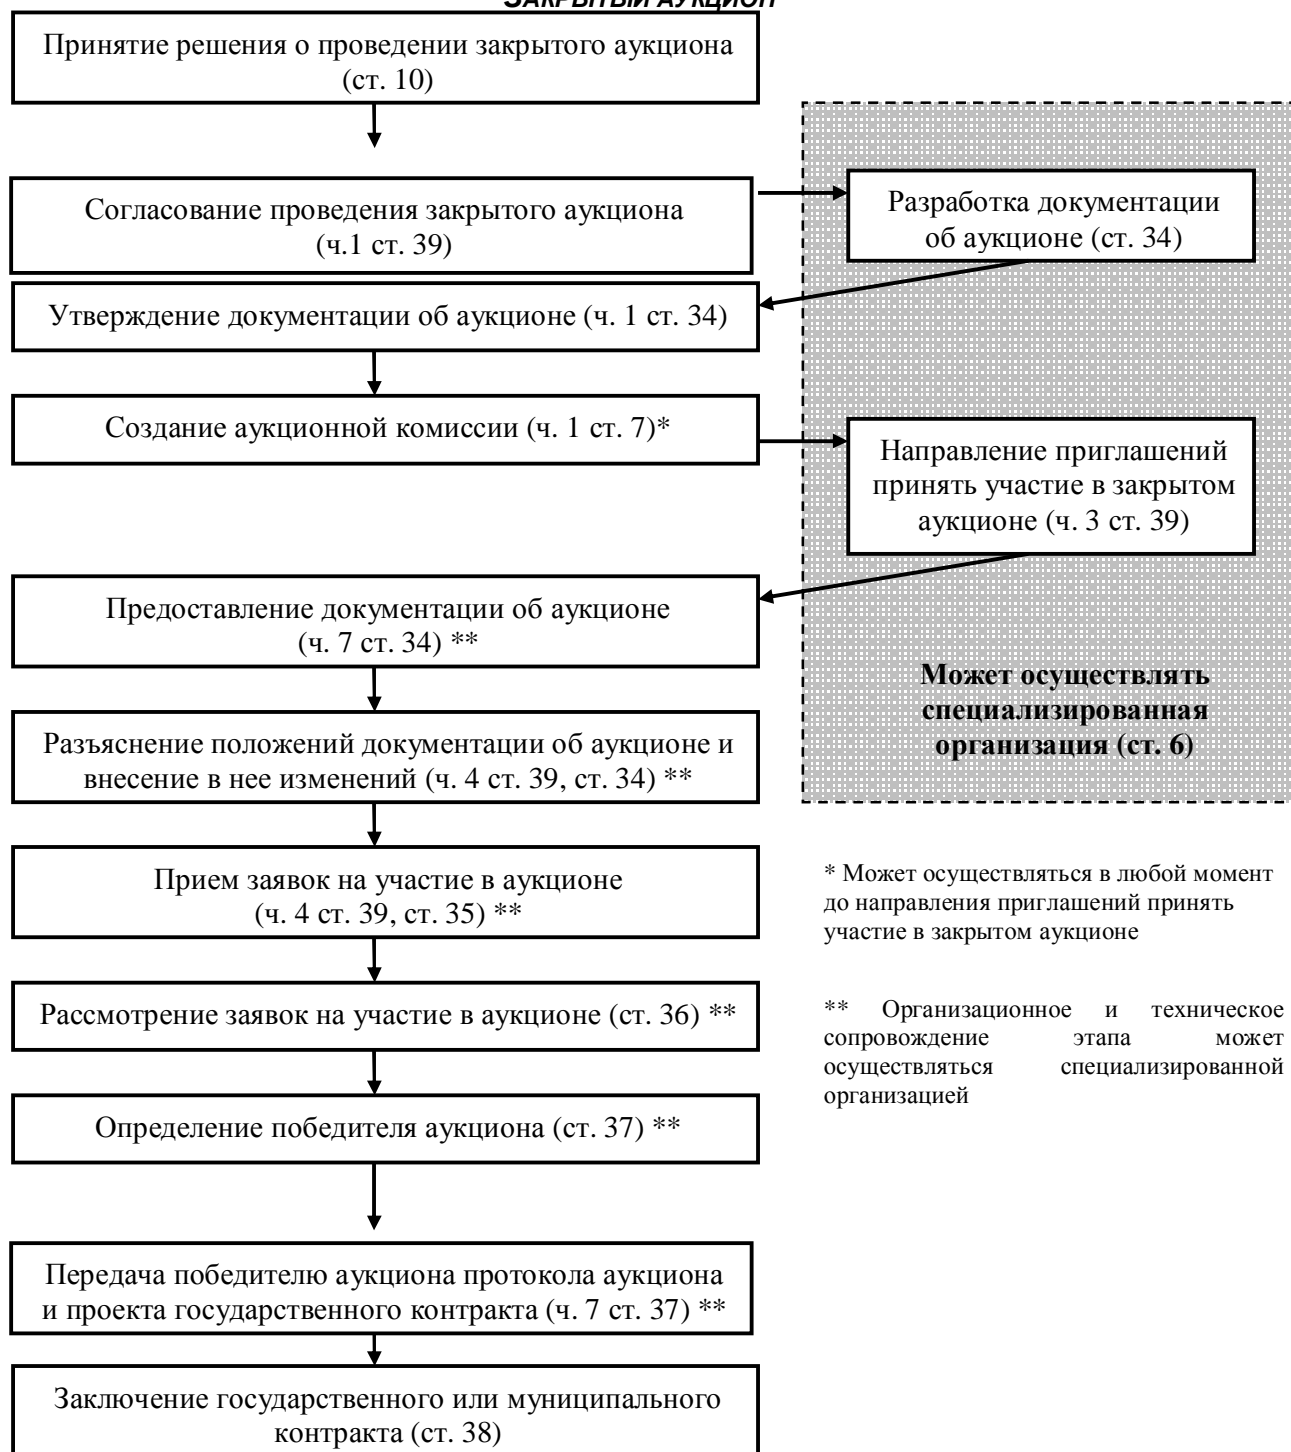 ЗАКРЫТЫЙ АУКЦИОН
Принятие решения о проведении закрытого аукциона
(ст. 10)
Согласование проведения закрытого аукциона
(ч.1 ст. 39)
Разработка документации
об аукционе (ст. 34)
Утверждение документации об аукционе (ч. 1 ст. 34)
Создание аукционной комиссии (ч. 1 ст. 7)*
Направление приглашений
принять участие в закрытом
аукционе (ч. 3 ст. 39)
Предоставление документации об аукционе
(ч. 7 ст. 34) **
Может осуществлять
специализированная
организация (ст. 6)
Разъяснение положений документации об аукционе и
внесение в нее изменений (ч. 4 ст. 39, ст. 34) **
Прием заявок на участие в аукционе
(ч. 4 ст. 39, ст. 35) **
* Может осуществляться в любой момент
до направления приглашений принять
участие в закрытом аукционе
Рассмотрение заявок на участие в аукционе (ст. 36) **
** Организационное и техническое
сопровождение этапа может
осуществляться специализированной
организацией
Определение победителя аукциона (ст. 37) **
Передача победителю аукциона протокола аукциона
и проекта государственного контракта (ч. 7 ст. 37) **
Заключение государственного или муниципального
контракта (ст. 38)